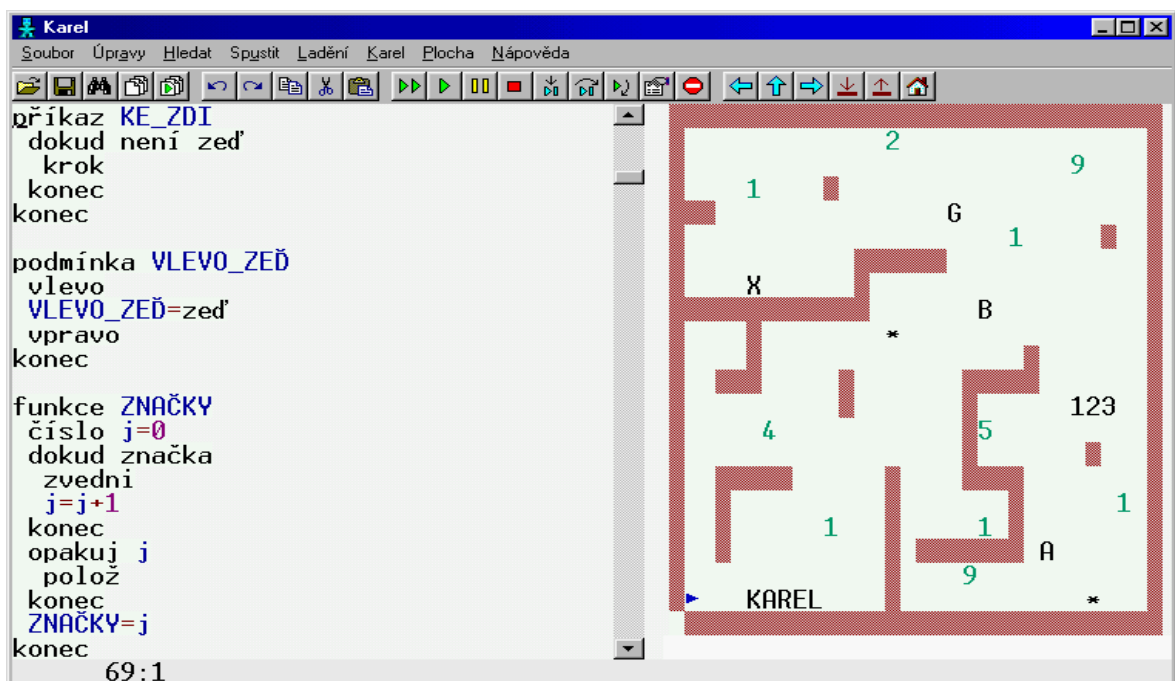 Karel
Soubor Úpravy Hledat Spustit Ladění Karel Plocha Nápověda
příkaz KE_ZDI
dokud není zeď
krok
konec
konec
podmínka VLEVO_ZEĎ
vlevo
VLEVO_ZEĎ=zeď
vpravo
konec
funkce ZNAČKY
číslo j=0
dokud značka
zvedni
j=j+1
konec
opakuj j
polož
konec
ZNAČKY=j
konec
69:1
2
9
1
G
1
X
B
*
123
4
5
1
1
1
A
9
KAREL
*